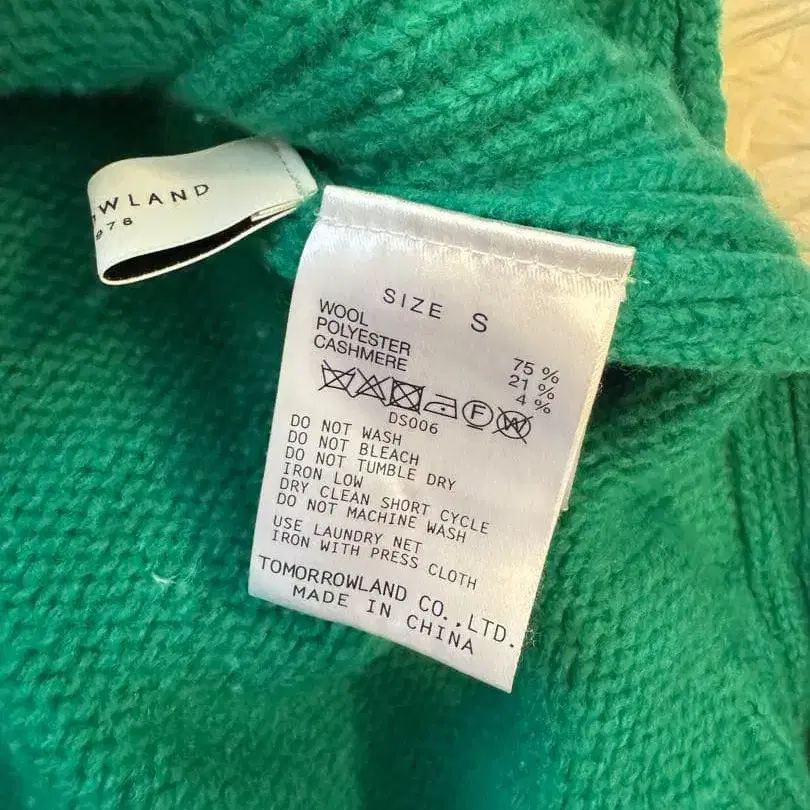 WLAND
978
SIZE S
WOOL 75 %
POLYESTER 21 %
CASHMERE 4 %
F W
DS006
DO NOT WASH
DO NOT BLEACH
DO NOT TUMBLE DRY
IRON LOW
DRY CLEAN SHORT CYCLE
DO NOT MACHINE WASH
USE LAUNDRY NET
IRON WITH PRESS CLOTH
TOMORROWLAND CO.,LTD.
MADE IN CHINA